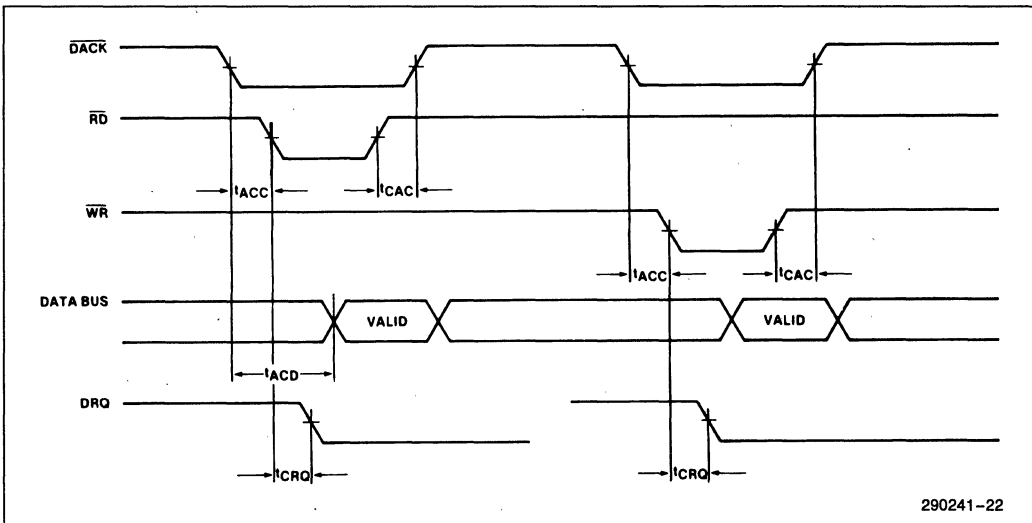 DACK
RD
tACC
tCAC
WR
tACC
tCAC
DATA BUS
VALID
VALID
tACD
DRQ
tCRQ
tCRQ
290241-22